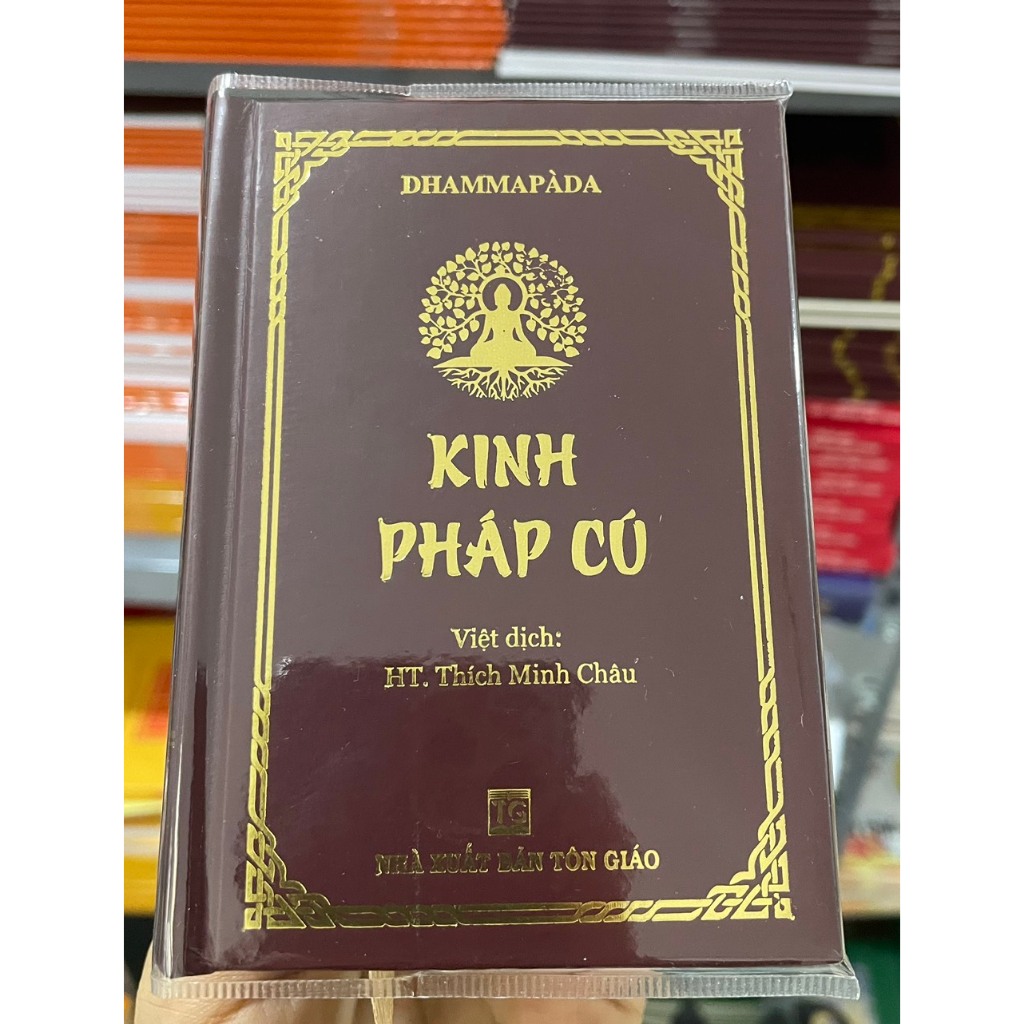 DHAMMAPÀDA
KINH
PHÁP CÚ
Việt dịch:
HT. Thích Minh Châu
TG
NHÀ XUẤT BẢN TÔN GIÁO